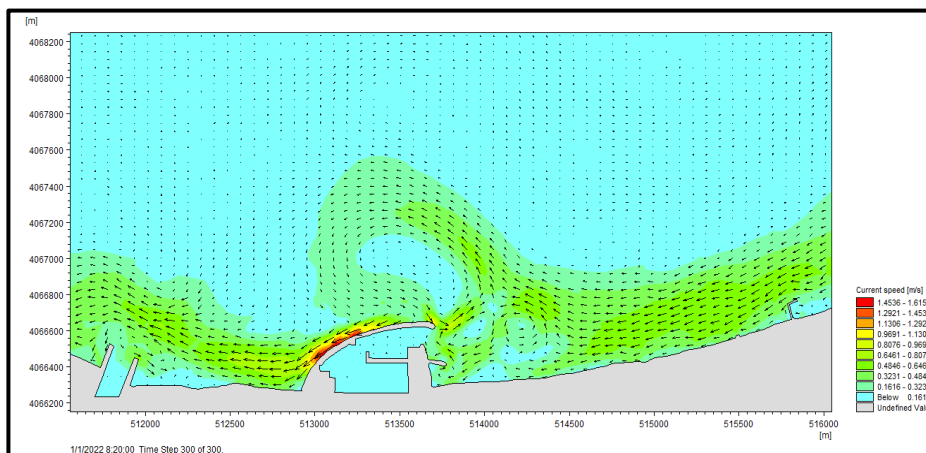 [m]
4068200
4068000
4067800
4067600
4067400
4067200
4067000
4066800
4066600
4066400
4066200
512000 512500 513000 513500 514000 514500 515000 515500 516000
[m]
Current speed [m/s]
1.4536 - 1.615
1.2921 - 1.453
1.1306 - 1.292
0.9691 - 1.130
0.8076 - 0.969
0.6461 - 0.807
0.4846 - 0.646
0.3231 - 0.484
0.1616 - 0.323
Below 0.161
Undefined Valu
1/1/2022 8:20:00 Time Step 300 of 300.